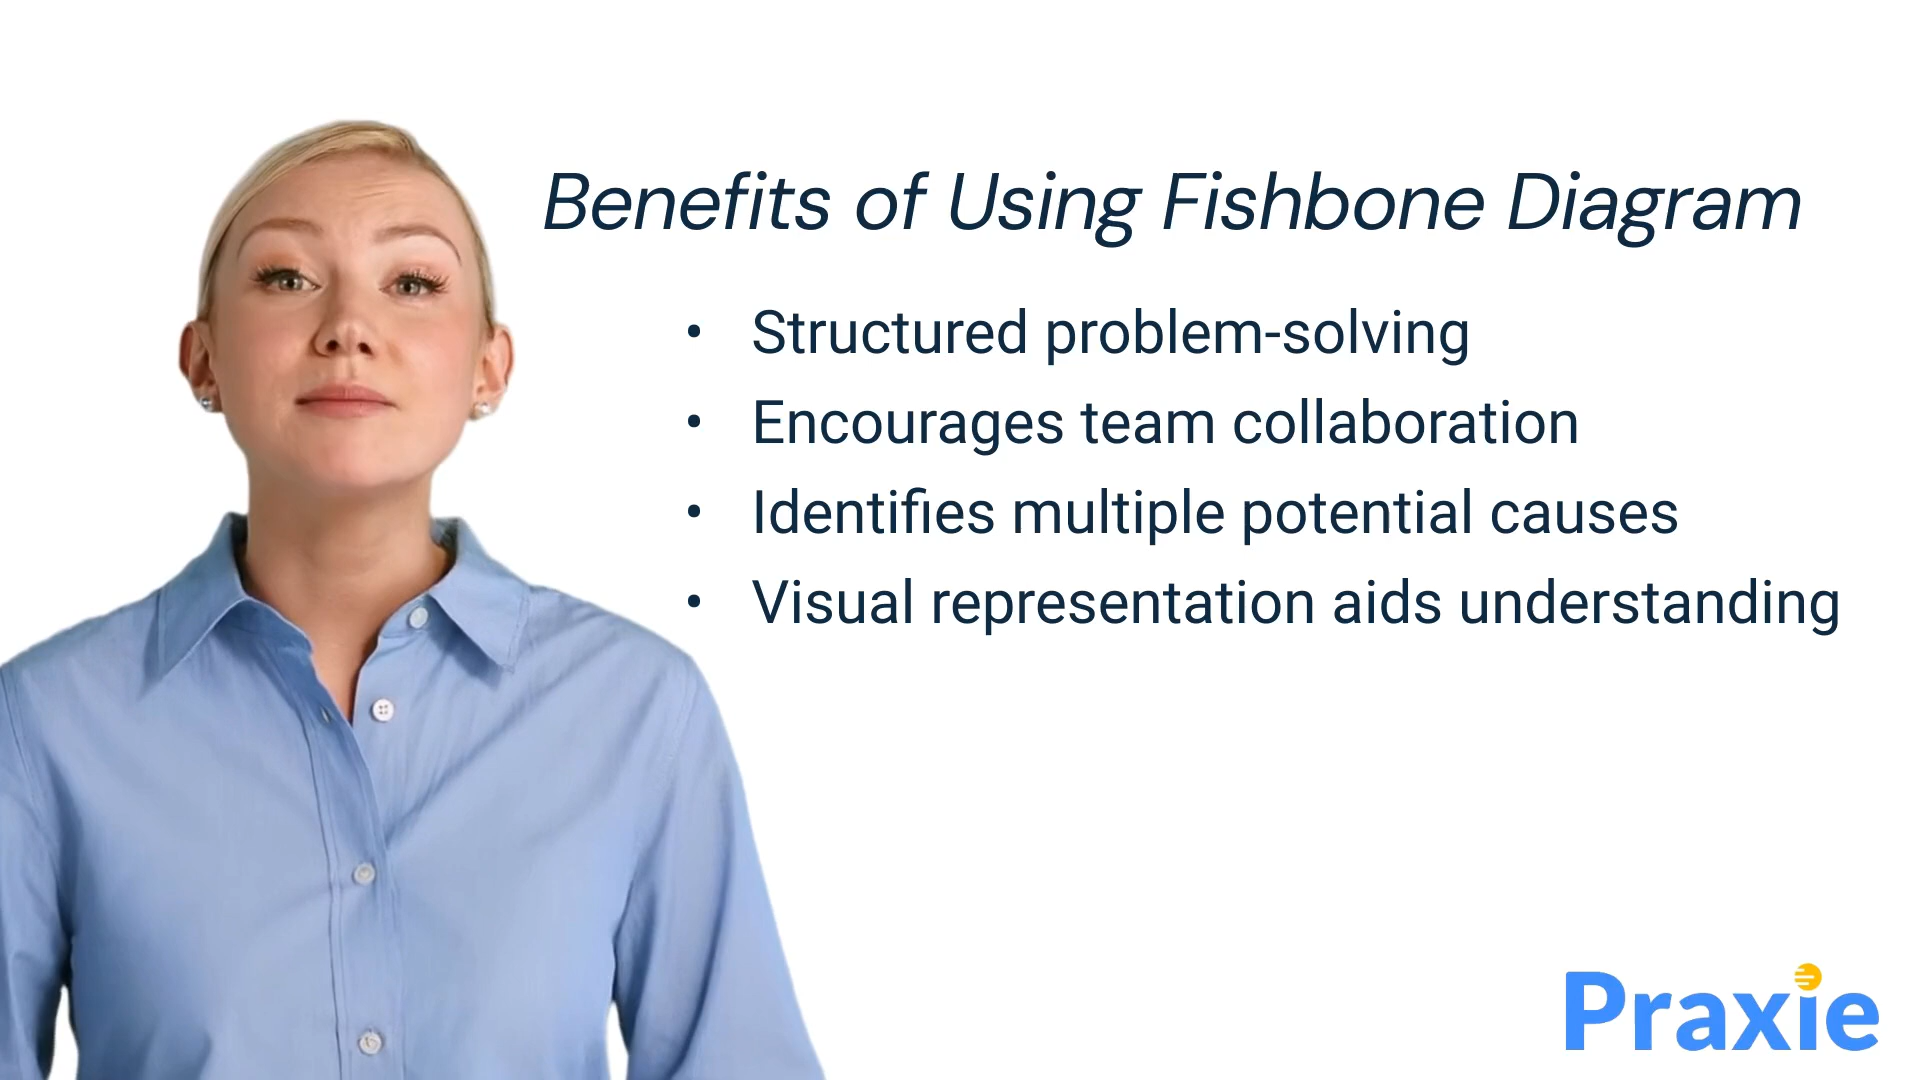 Benefits of Using Fishbone Diagram
• Structured problem-solving
• Encourages team collaboration
• Identifies multiple potential causes
• Visual representation aids understanding
Praxie